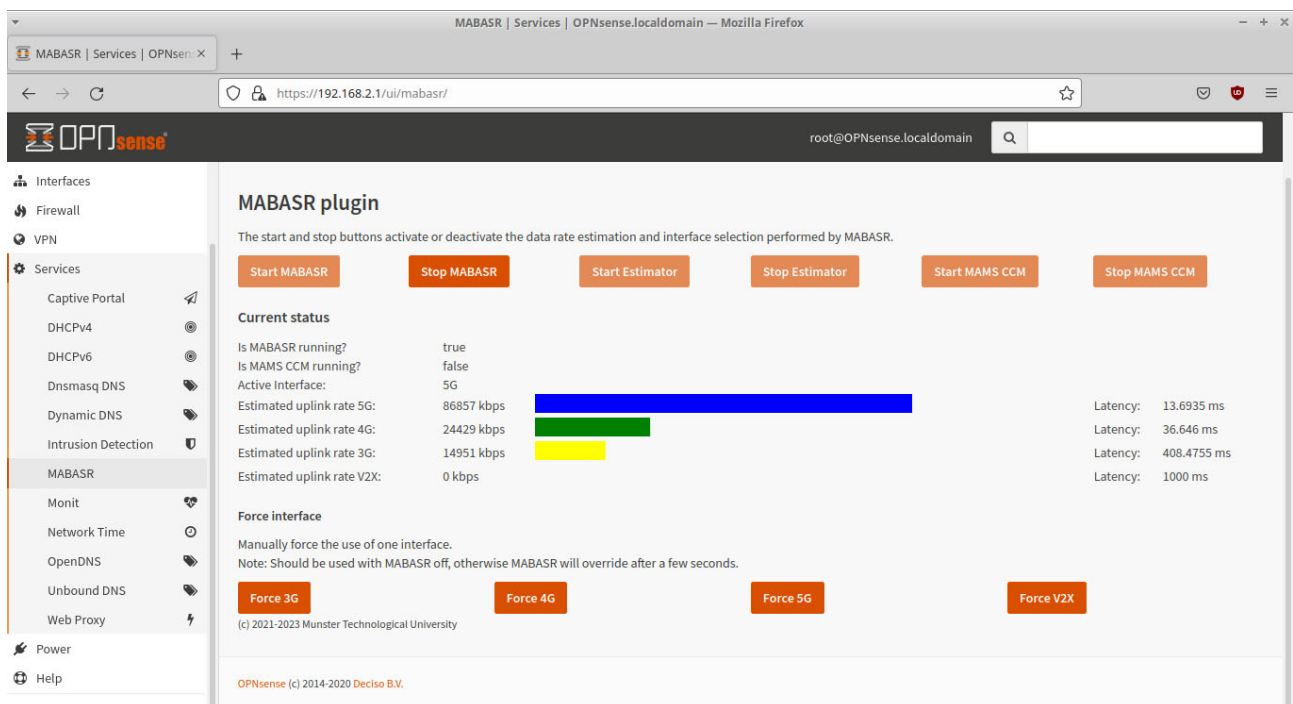 MABASR | Services | OPNsense.localdomain — Mozilla Firefox
MABASR | Services | OPNsen
https://192.168.2.1/ui/mabasr/
OPNsense
root@OPNsense.localdomain
Interfaces
Firewall
VPN
Services
Captive Portal
DHCPv4
DHCPv6
Dnsmasq DNS
Dynamic DNS
Intrusion Detection
MABASR
Monit
Network Time
OpenDNS
Unbound DNS
Web Proxy
Power
Help
MABASR plugin
The start and stop buttons activate or deactivate the data rate estimation and interface selection performed by MABASR.
Start MABASR Stop MABASR Start Estimator Stop Estimator Start MAMS CCM Stop MAMS CCM
Current status
Is MABASR running? true
Is MAMS CCM running? false
Active Interface: 5G
Estimated uplink rate 5G: 86857 kbps Latency: 13.6935 ms
Estimated uplink rate 4G: 24429 kbps Latency: 36.646 ms
Estimated uplink rate 3G: 14951 kbps Latency: 408.4755 ms
Estimated uplink rate V2X: 0 kbps Latency: 1000 ms
Force interface
Manually force the use of one interface.
Note: Should be used with MABASR off, otherwise MABASR will override after a few seconds.
Force 3G Force 4G Force 5G Force V2X
(c) 2021-2023 Munster Technological University
OPNsense (c) 2014-2020 Deciso B.V.